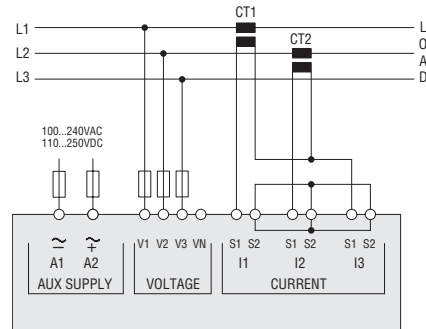 CT1
L1
L
CT2
L2
O
A
L3
D
100...240VAC
110...250VDC
V1 V2 V3 VN S1 S2 S1 S2 S1 S2
A1 A2 I1 I2 I3
AUX SUPPLY VOLTAGE CURRENT